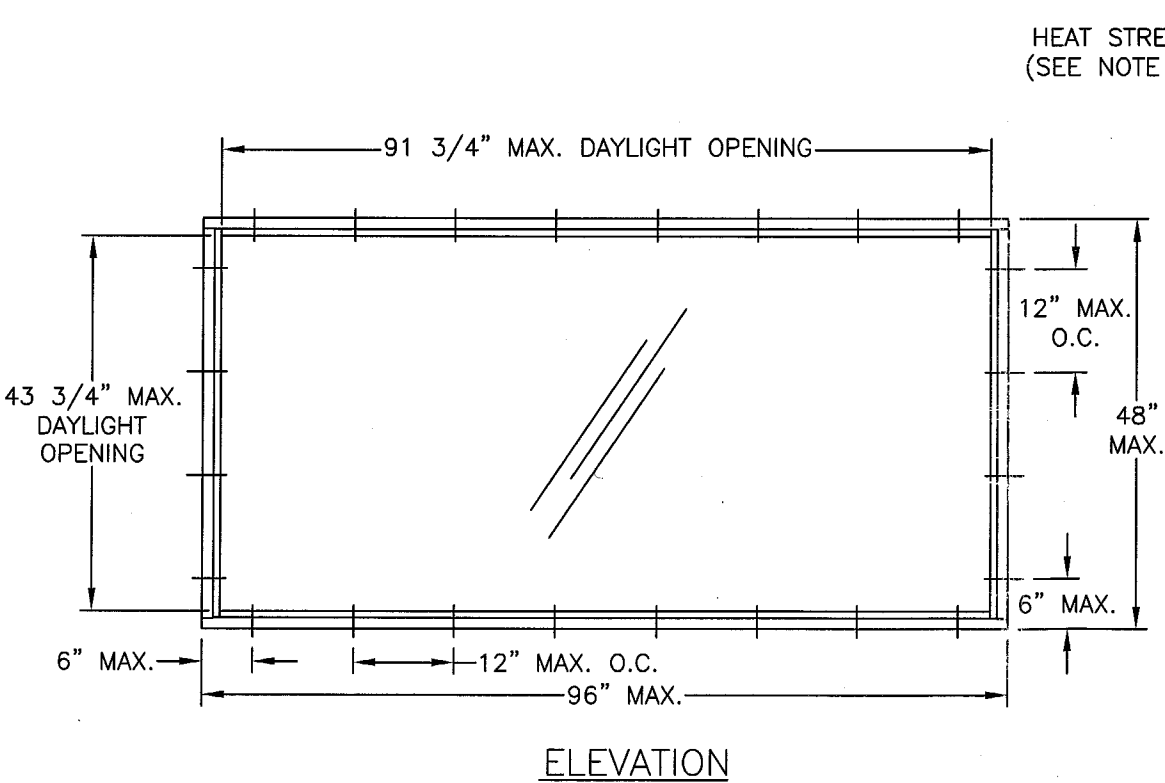 HEAT STRE
(SEE NOTE
91 3/4" MAX. DAYLIGHT OPENING
12" MAX.
O.C.
43 3/4" MAX.
DAYLIGHT
OPENING
48"
MAX.
6" MAX.
6" MAX.
12" MAX. O.C.
96" MAX.
ELEVATION